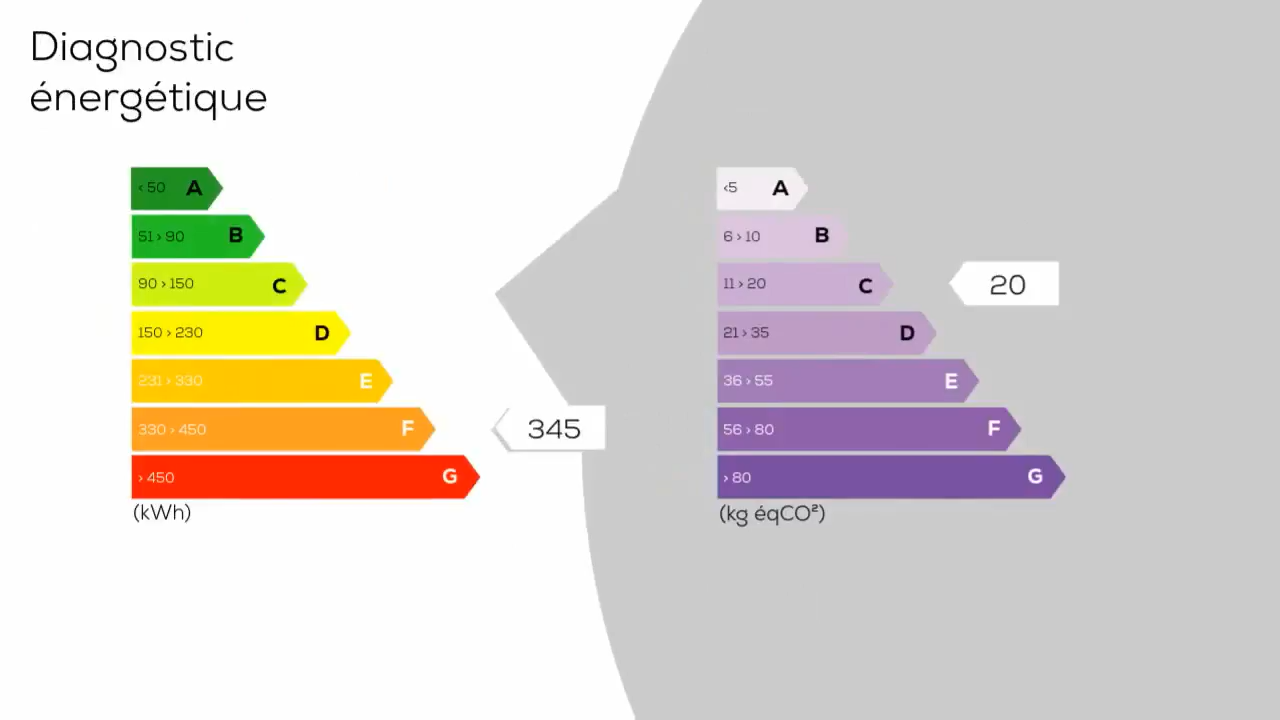 Diagnostic
énergétique
< 50 A
51 > 90 B
90 > 150 C
150 > 230 D
231 > 330 E
330 > 450 F
345
> 450 G
(kWh)
<5 A
6 > 10 B
11 > 20 C
20
21 > 35 D
36 > 55 E
56 > 80 F
> 80 G
(kg éqCO²)